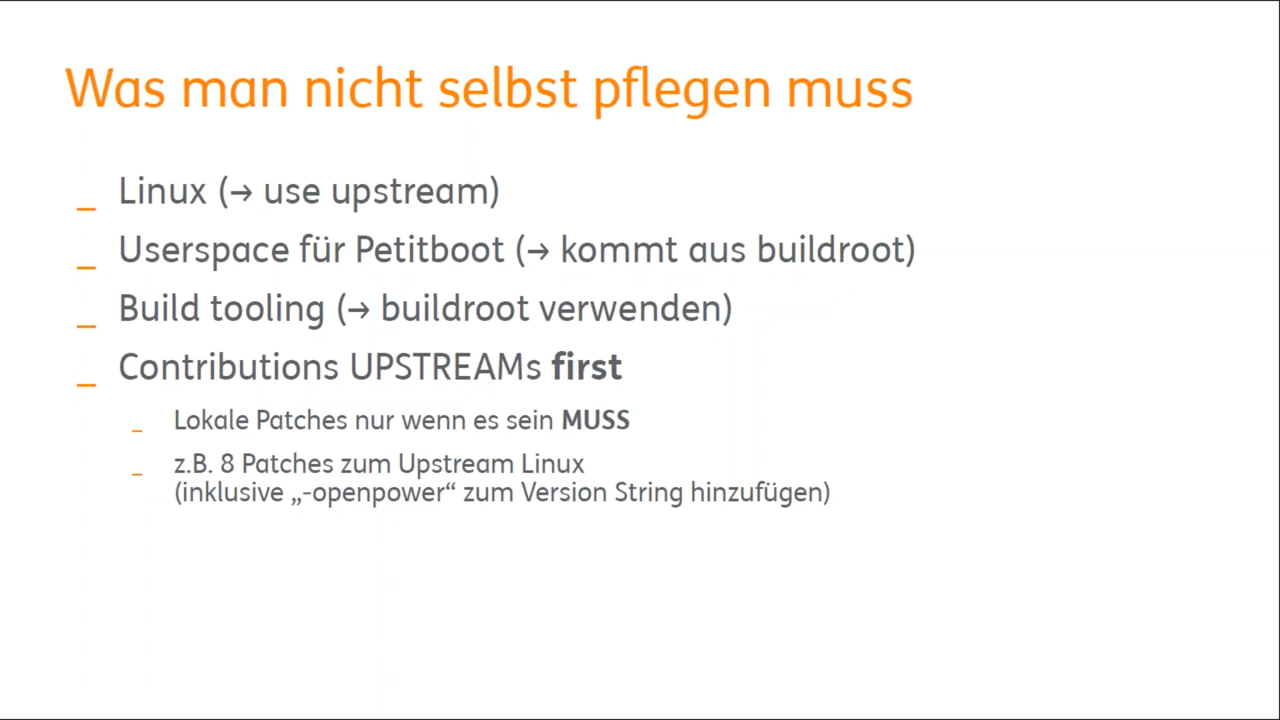 Was man nicht selbst pflegen muss
_ Linux (→ use upstream)
_ Userspace für Petitboot (→ kommt aus buildroot)
_ Build tooling (→ buildroot verwenden)
_ Contributions UPSTREAMs first
_ Lokale Patches nur wenn es sein MUSS
_ z.B. 8 Patches zum Upstream Linux
(inklusive „-openpower“ zum Version String hinzufügen)